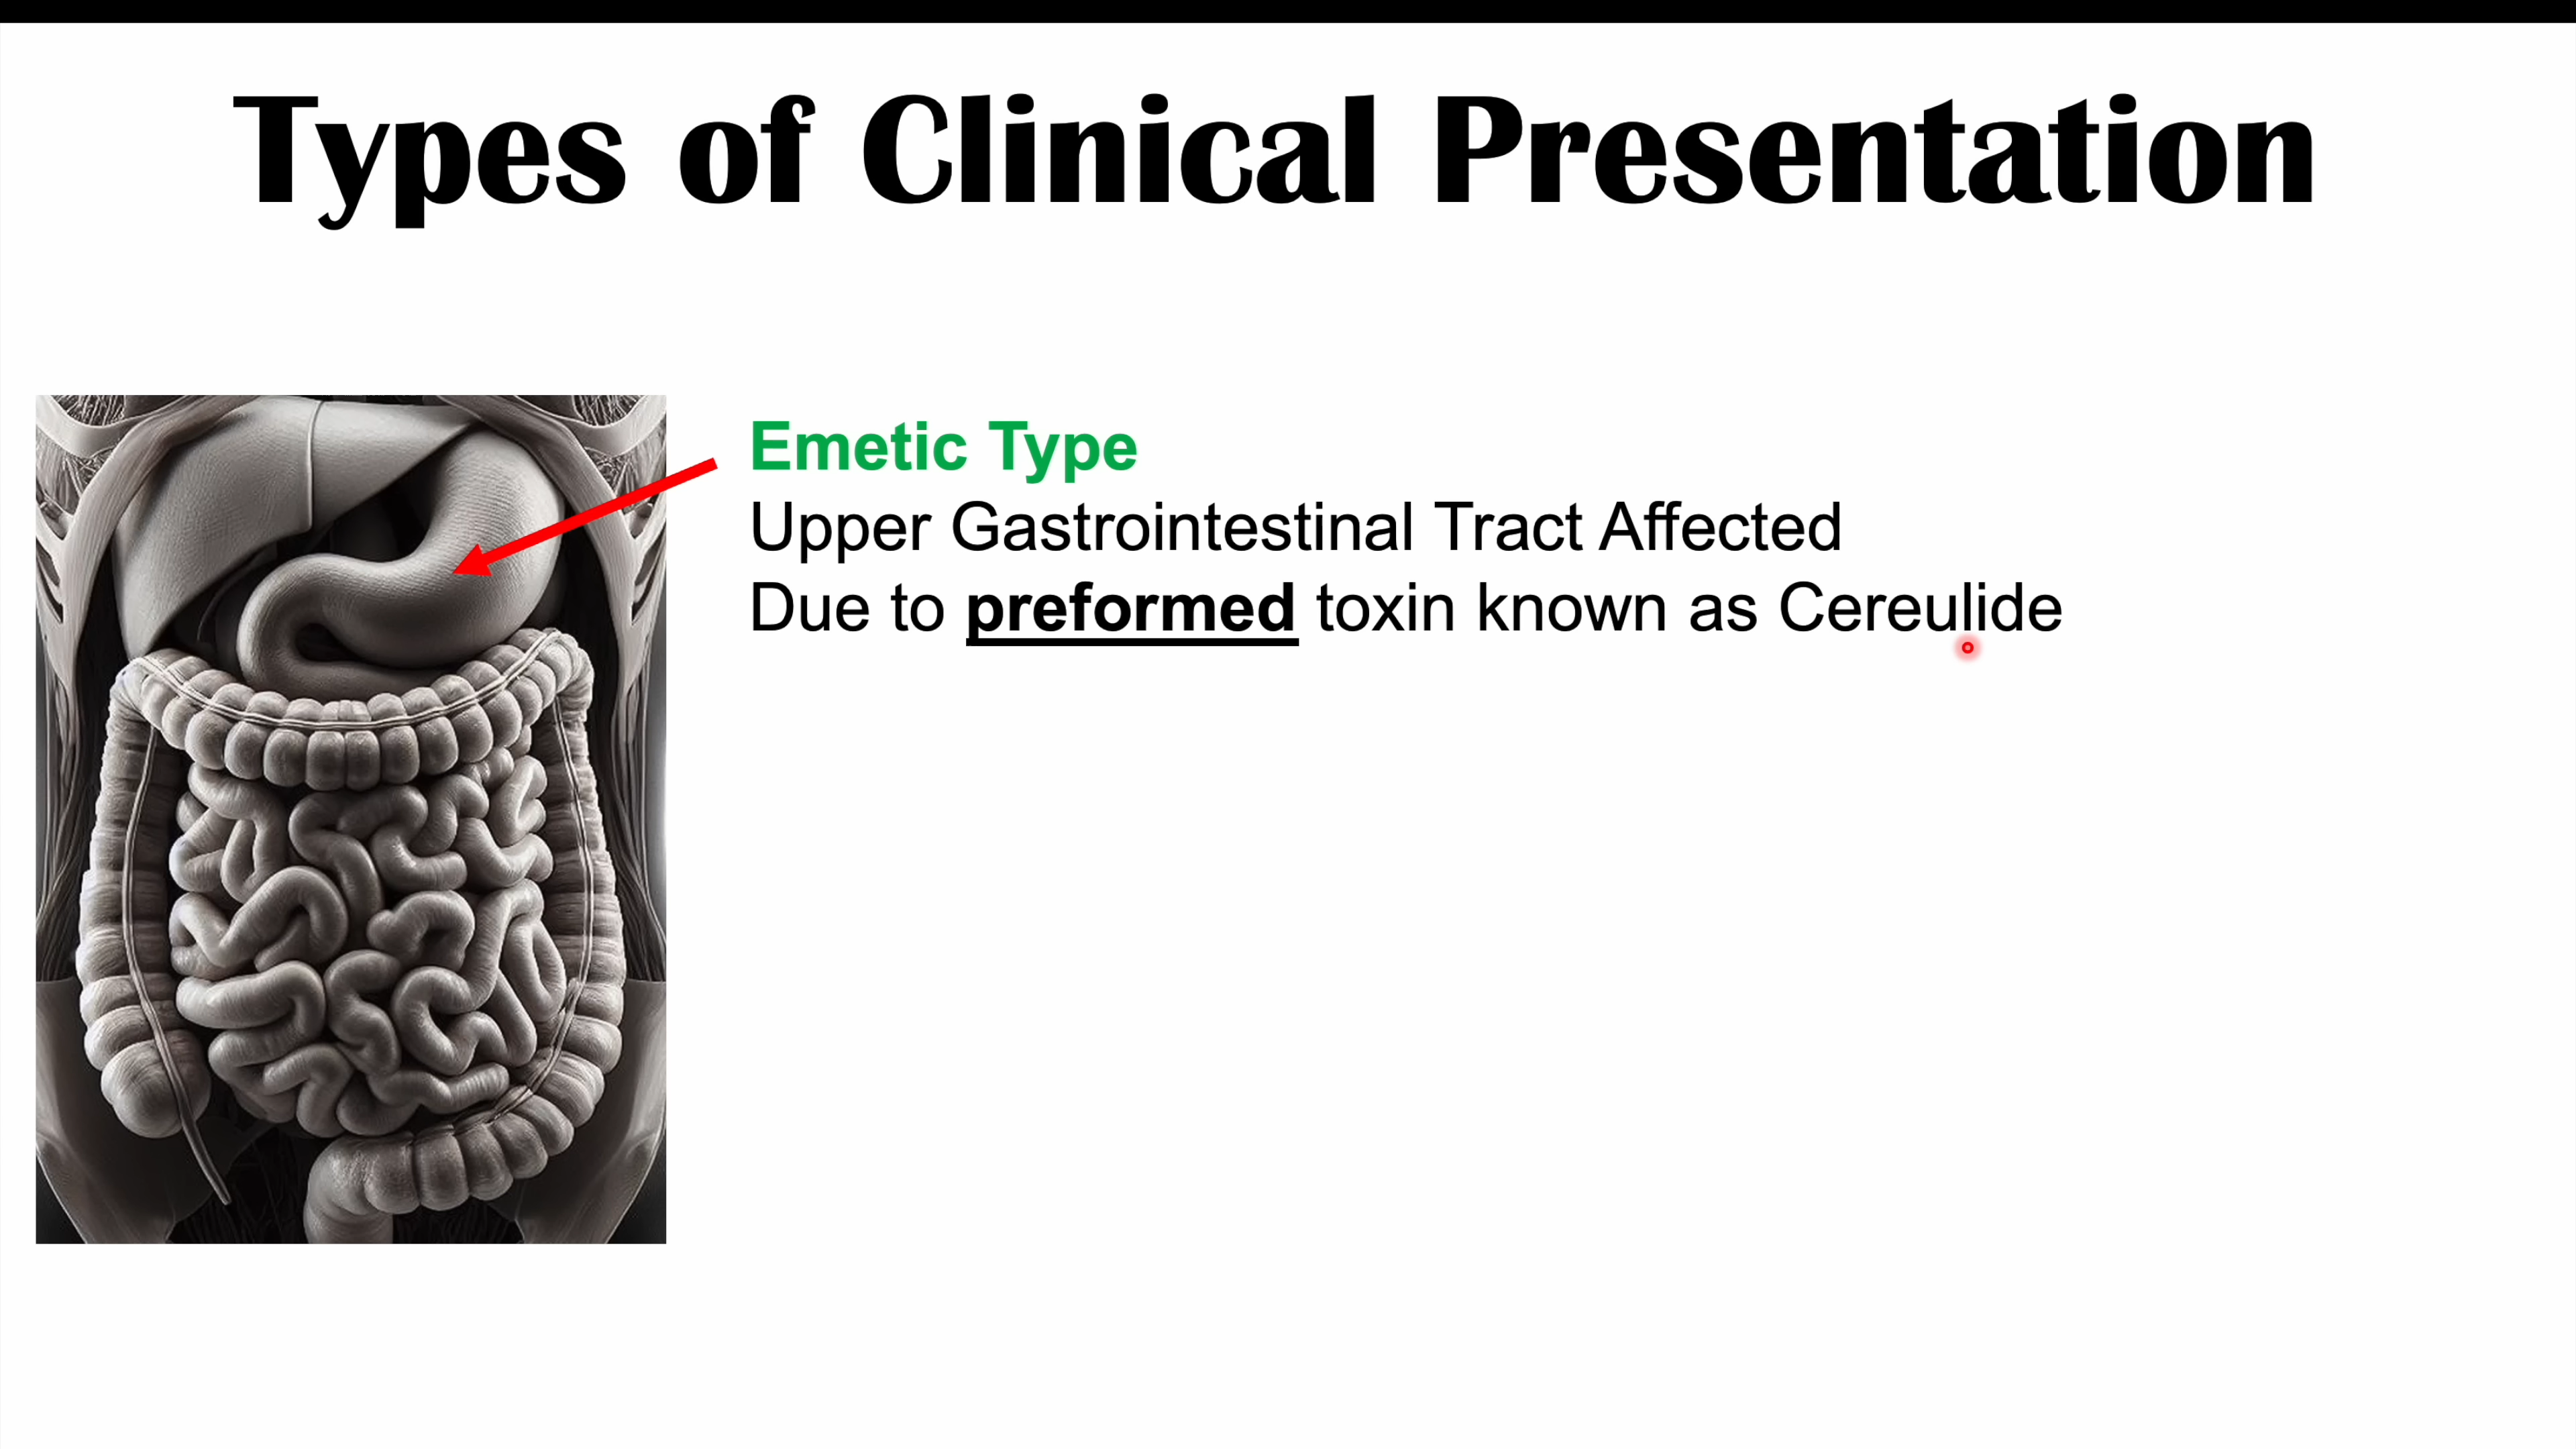 Types of Clinical Presentation
Emetic Type
Upper Gastrointestinal Tract Affected
Due to preformed toxin known as Cereulide